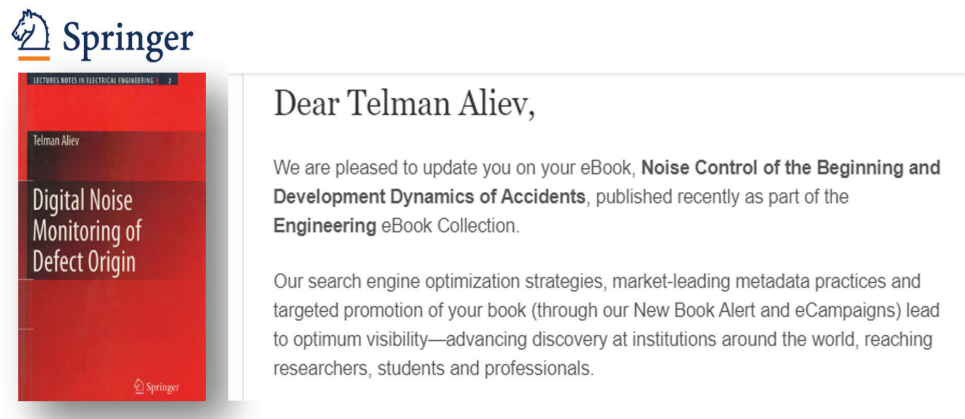 Springer
LECTURES NOTES IN ELECTRICAL ENGINEERING 2
Telman Aliev
Digital Noise
Monitoring of
Defect Origin
Springer
Dear Telman Aliev,
We are pleased to update you on your eBook, Noise Control of the Beginning and
Development Dynamics of Accidents, published recently as part of the
Engineering eBook Collection.
Our search engine optimization strategies, market-leading metadata practices and
targeted promotion of your book (through our New Book Alert and eCampaigns) lead
to optimum visibility—advancing discovery at institutions around the world, reaching
researchers, students and professionals.